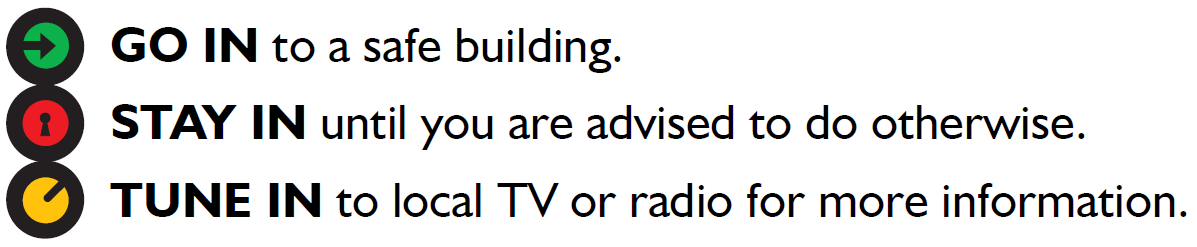 GO IN to a safe building.
STAY IN until you are advised to do otherwise.
TUNE IN to local TV or radio for more information.